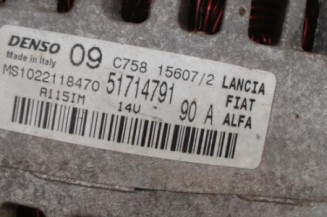 DENSO 09 C758 15607/2 LANCIA
Made in Italy
MS1022118470 51714791 FIAT
A115IM 14V - 90 A ALFA